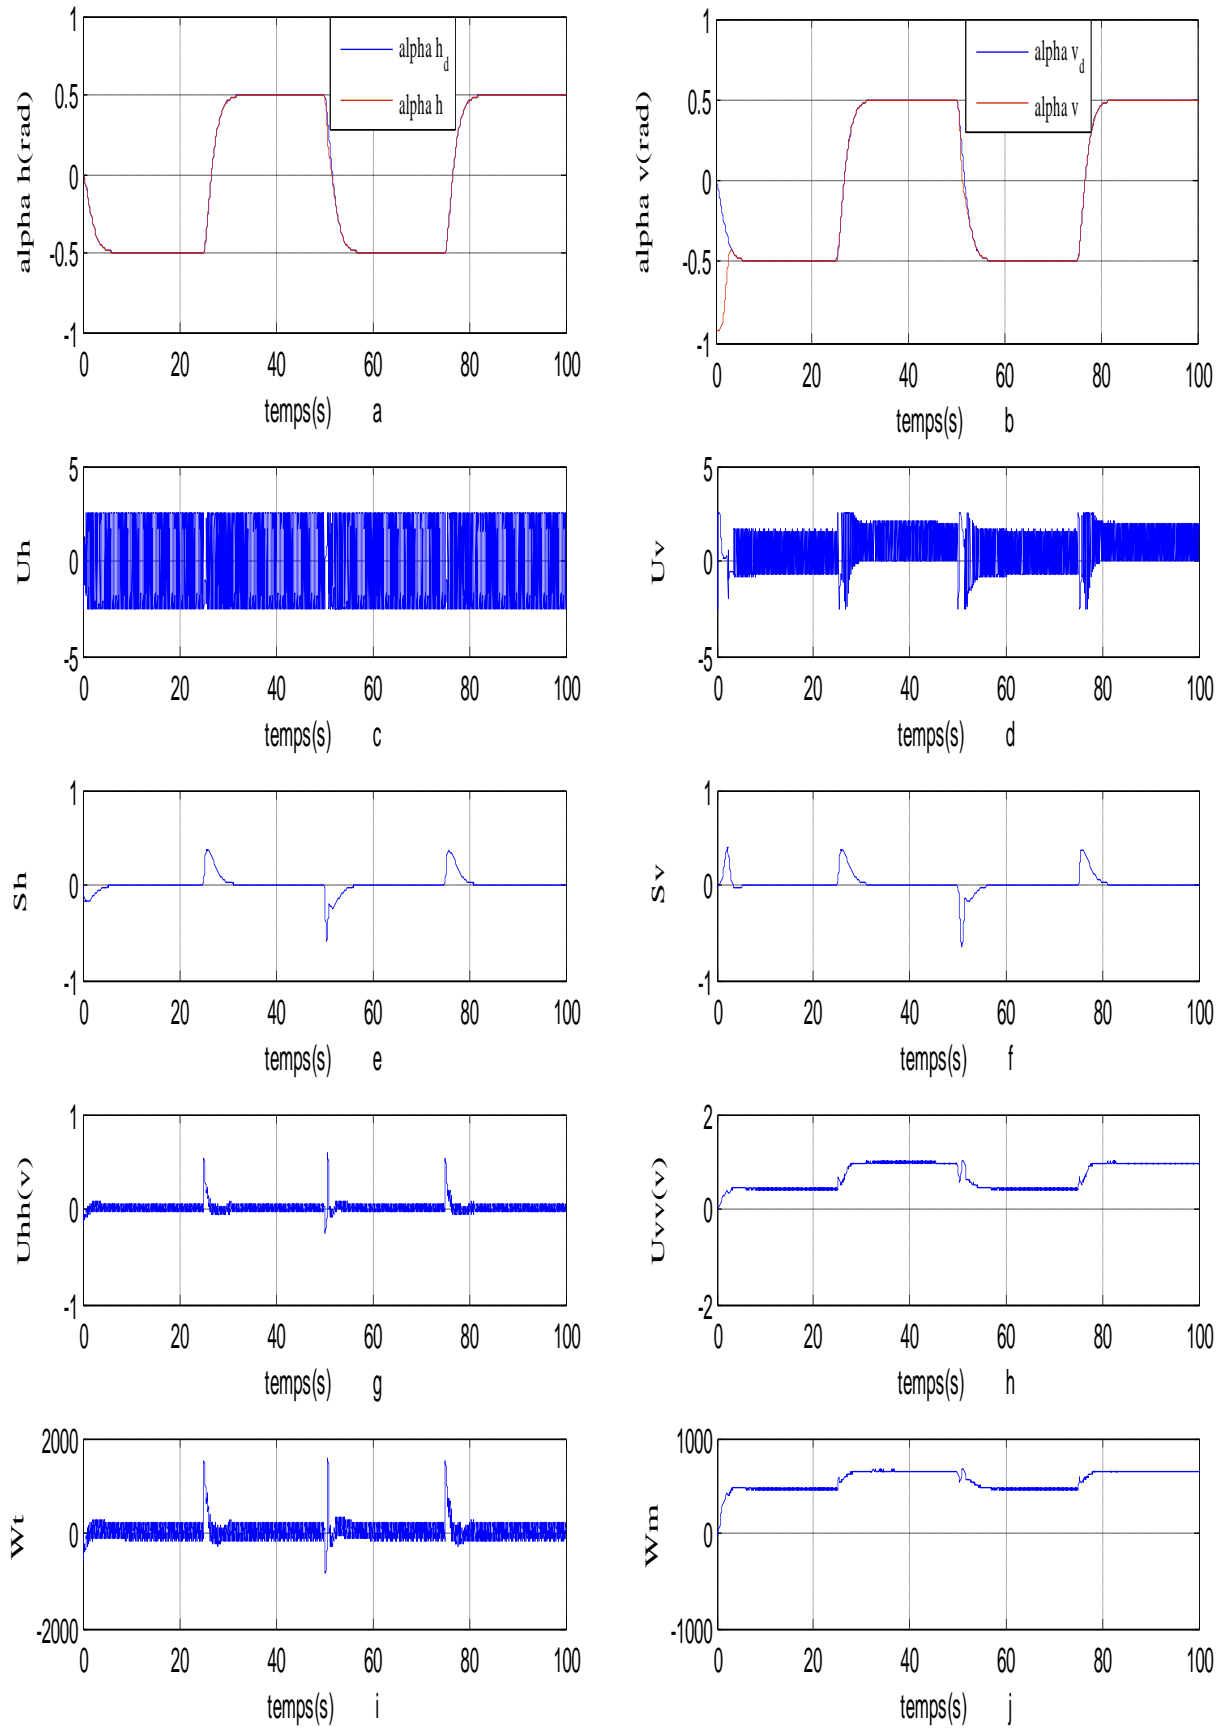 1
0.5
0
-0.5
-1
alpha h(rad)
alpha h_d
alpha h
0 20 40 60 80 100
temps(s) a
1
0.5
0
-0.5
-1
alpha v(rad)
alpha v_d
alpha v
0 20 40 60 80 100
temps(s) b
5
0
-5
Uh
0 20 40 60 80 100
temps(s) c
5
0
-5
Uv
0 20 40 60 80 100
temps(s) d
1
0
-1
Sh
0 20 40 60 80 100
temps(s) e
1
0
-1
Sv
0 20 40 60 80 100
temps(s) f
1
0
-1
Uhh(v)
0 20 40 60 80 100
temps(s) g
2
0
-2
Uvv(v)
0 20 40 60 80 100
temps(s) h
2000
0
-2000
Wt
0 20 40 60 80 100
temps(s) i
1000
0
-1000
Wm
0 20 40 60 80 100
temps(s) j